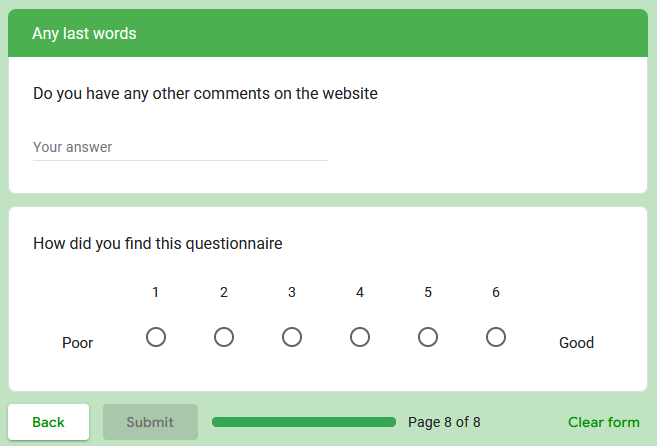 Any last words
Do you have any other comments on the website
Your answer
How did you find this questionnaire
1 2 3 4 5 6
Poor Good
Back Submit Page 8 of 8 Clear form